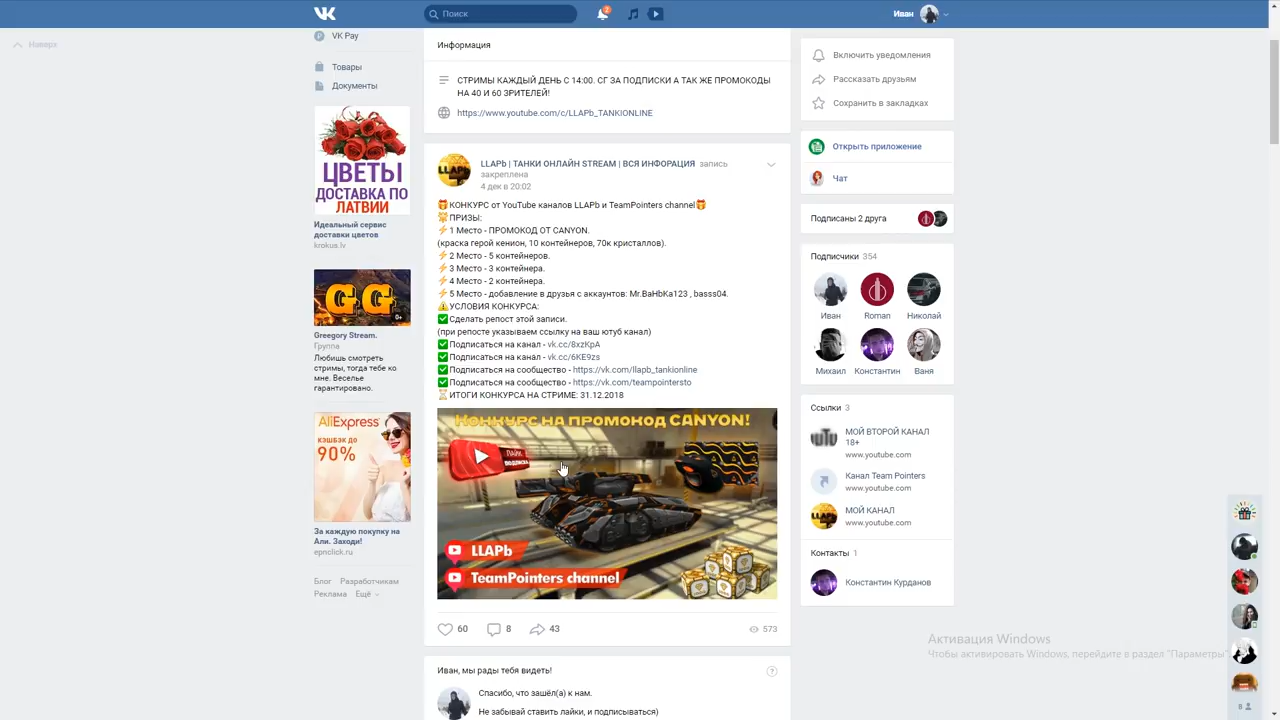 Поиск
2
Иван
Наверх
VK Pay
Товары
Документы
ЦВЕТЫ
ДОСТАВКА ПО
ЛАТВИИ
Идеальный сервис
доставки цветов
krokus.lv
GG
0+
Greegory Stream.
Группа
Любишь смотреть
стримы, тогда тебе ко
мне. Веселье
гарантировано.
AliExpress
КЭШБЭК ДО
90%
За каждую покупку на
Али. Заходи!
epnclick.ru
Блог Разработчикам
Реклама Ещё
Информация
СТРИМЫ КАЖДЫЙ ДЕНЬ С 14:00. СГ ЗА ПОДПИСКИ А ТАК ЖЕ ПРОМОКОДЫ
НА 40 И 60 ЗРИТЕЛЕЙ!
https://www.youtube.com/c/LLAPb_TANKIONLINE
LLAPb
LLAPb | ТАНКИ ОНЛАЙН STREAM | ВСЯ ИНФОРАЦИЯ запись
закреплена
4 дек в 20:02
🎁КОНКУРС от YouTube каналов LLAPb и TeamPointers channel🎁
ПРИЗЫ:
⚡1 Место - ПРОМОКОД ОТ CANYON.
(краска герой кенион, 10 контейнеров, 70к кристаллов).
⚡2 Место - 5 контейнеров.
⚡3 Место - 3 контейнера.
⚡4 Место - 2 контейнера.
⚡5 Место - добавление в друзья с аккаунтов: Mr.BaHbKa123 , basss04.
⚠УСЛОВИЯ КОНКУРСА:
✅Сделать репост этой записи.
(при репосте указываем ссылку на ваш ютуб канал)
✅Подписаться на канал - vk.cc/8xzKpA
✅Подписаться на канал - vk.cc/6KE9zs
✅Подписаться на сообщество - https://vk.com/llapb_tankionline
✅Подписаться на сообщество - https://vk.com/teampointersto
⏳ИТОГИ КОНКУРСА НА СТРИМЕ: 31.12.2018
КОНКУРС НА ПРОМОКОД CANYON!
ЛАЙК
ПОДПИСКА
LLAPb
TeamPointers channel
60 8 43 573
Иван, мы рады тебя видеть!
?
Спасибо, что зашёл(а) к нам.
Не забывай ставить лайки, и подписываться)
Включить уведомления
Рассказать друзьям
Сохранить в закладках
Открыть приложение
Чат
Подписаны 2 друга
Подписчики 354
Иван Roman Николай
Михаил Константин Ваня
Ссылки 3
МОЙ ВТОРОЙ КАНАЛ
18+
www.youtube.com
Канал Team Pointers
www.youtube.com
LLAPb
МОЙ КАНАЛ
www.youtube.com
Контакты 1
Константин Курданов
Активация Windows
Чтобы активировать Windows, перейдите в раздел "Параметры".
8